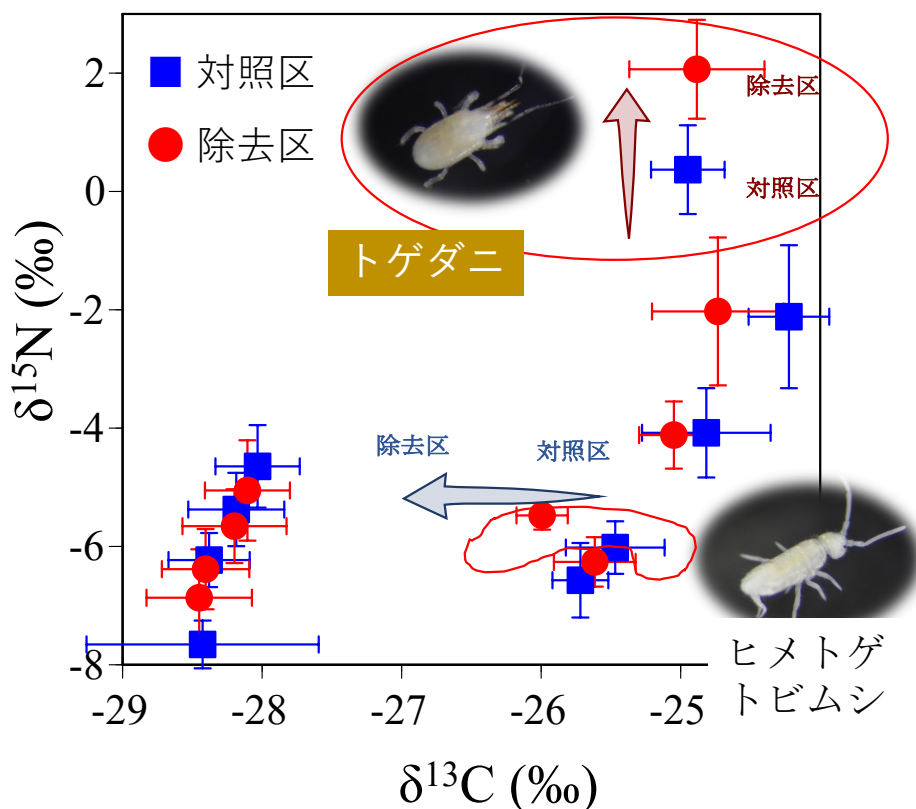 対照区
除去区
除去区
対照区
トゲダニ
除去区
対照区
ヒメトゲ
トビムシ
2
0
-2
-4
-6
-8
-29
-28
-27
-26
-25
δ15N (‰)
δ13C (‰)